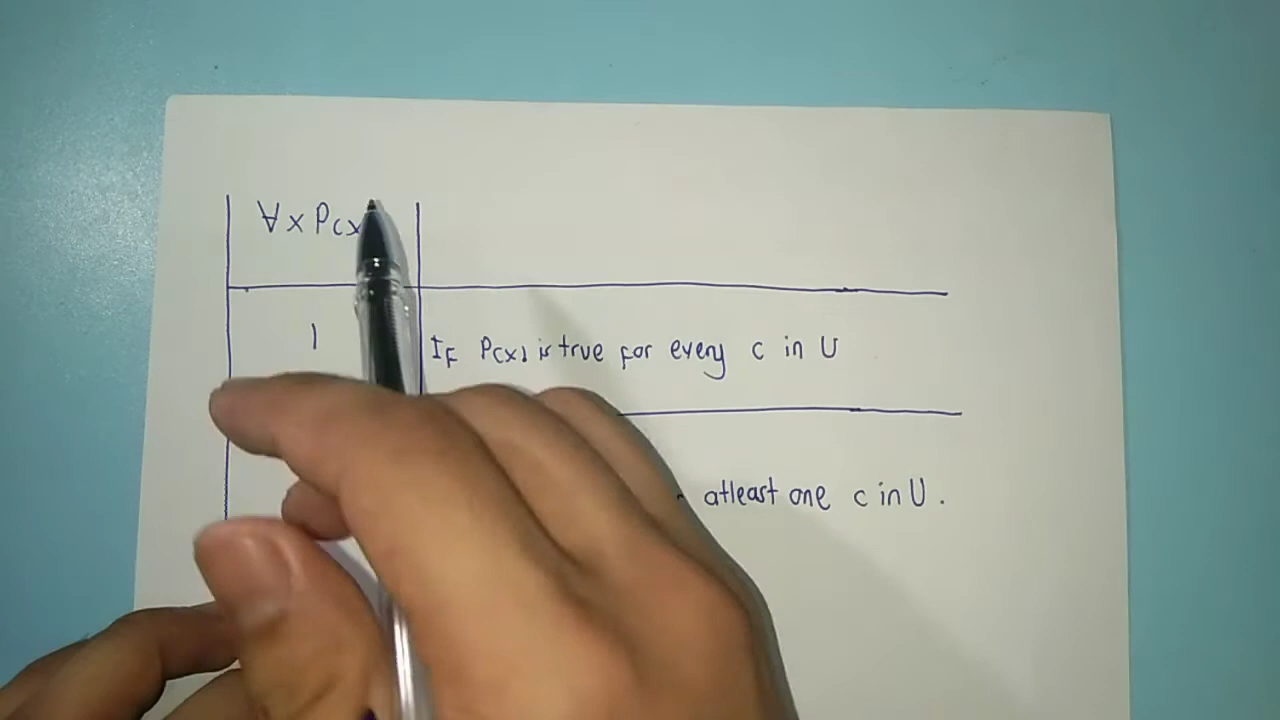 ∀x P(x
1
IF P(x) is true for every c in U
atleast one c in U.